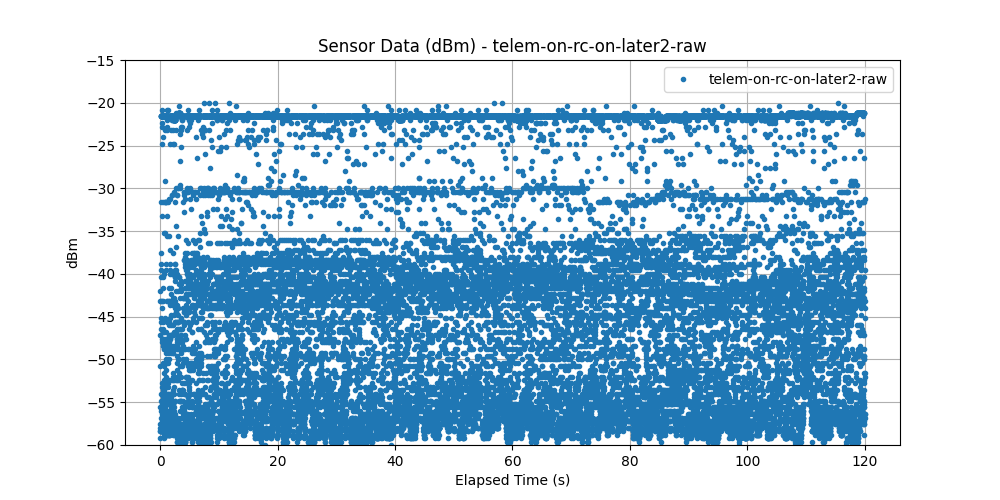 Sensor Data (dBm) - telem-on-rc-on-later2-raw
telem-on-rc-on-later2-raw
−15
−20
−25
−30
−35
−40
−45
−50
−55
−60
dBm
0 20 40 60 80 100 120
Elapsed Time (s)